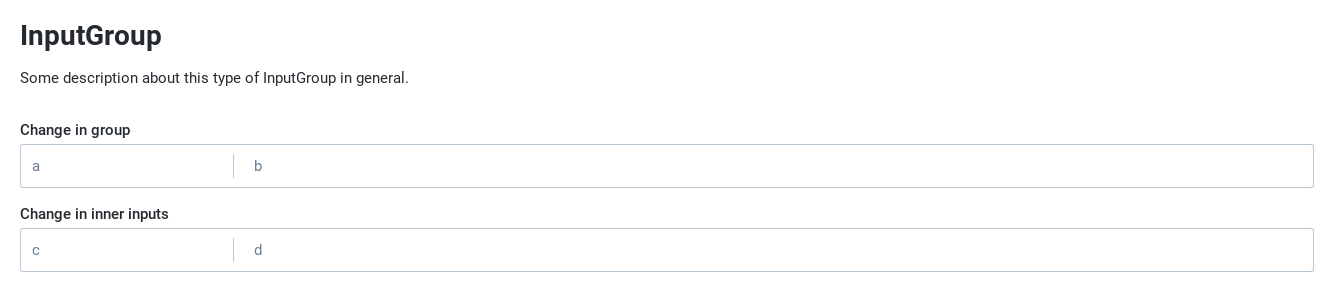 InputGroup
Some description about this type of InputGroup in general.
Change in group
a b
Change in inner inputs
c d